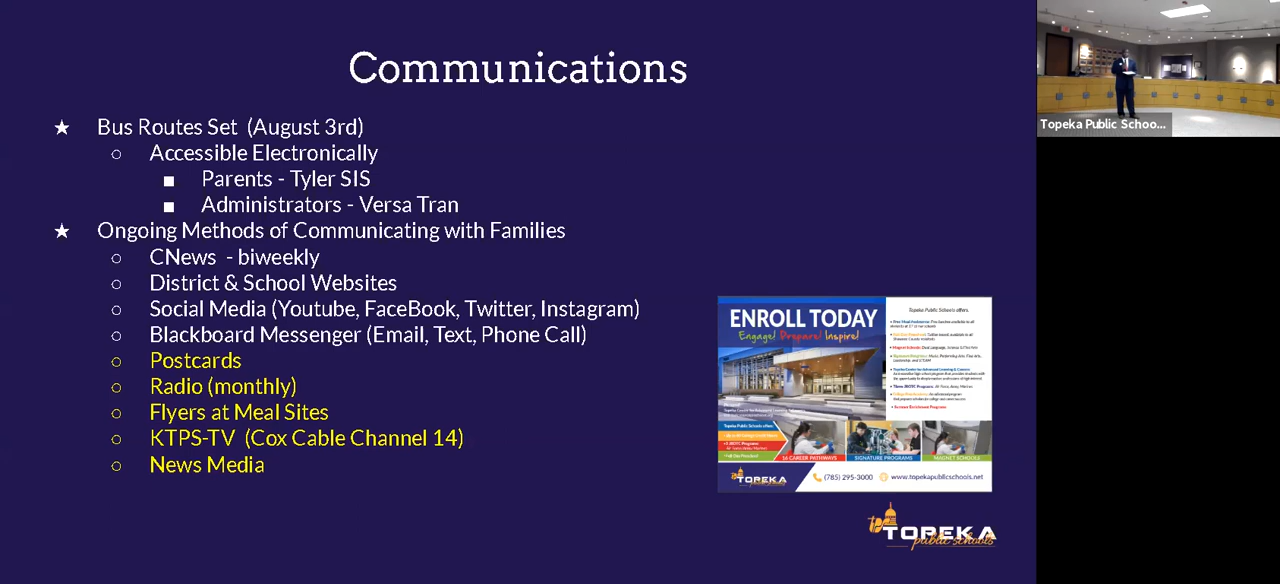 Communications
★ Bus Routes Set (August 3rd)
○ Accessible Electronically
■ Parents - Tyler SIS
■ Administrators - Versa Tran
★ Ongoing Methods of Communicating with Families
○ CNews - biweekly
○ District & School Websites
○ Social Media (Youtube, FaceBook, Twitter, Instagram)
○ Blackboard Messenger (Email, Text, Phone Call)
○ Postcards
○ Radio (monthly)
○ Flyers at Meal Sites
○ KTPS-TV (Cox Cable Channel 14)
○ News Media
ENROLL TODAY
Engage! Prepare! Inspire!
Topeka Public Schools offers:
16 CAREER PATHWAYS
SIGNATURE PROGRAMS
MAGNET SCHOOLS
TOPEKA
public schools
(785) 295-3000
www.topekapublicschools.net
TOPEKA
public schools
Topeka Public Schoo...